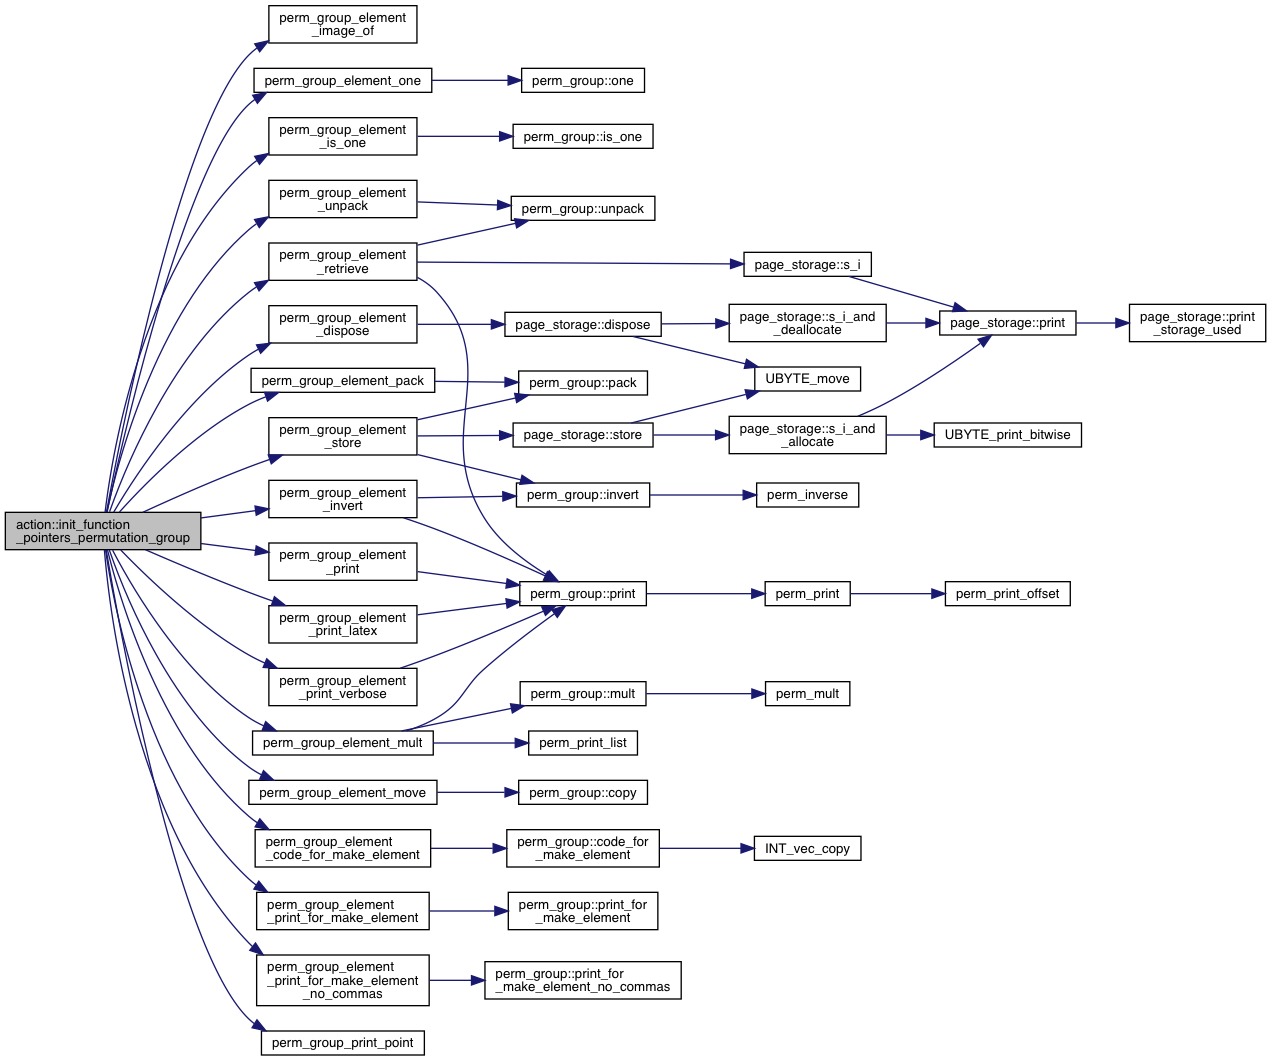 action::init_function
_pointers_permutation_group
perm_group_element
_image_of
perm_group_element_one
perm_group::one
perm_group_element
_is_one
perm_group::is_one
perm_group_element
_unpack
perm_group::unpack
perm_group_element
_retrieve
page_storage::s_i
perm_group_element
_dispose
page_storage::dispose
page_storage::s_i_and
_deallocate
page_storage::print
page_storage::print
_storage_used
perm_group_element_pack
perm_group::pack
UBYTE_move
perm_group_element
_store
page_storage::store
page_storage::s_i_and
_allocate
UBYTE_print_bitwise
perm_group_element
_invert
perm_group::invert
perm_inverse
perm_group_element
_print
perm_group::print
perm_print
perm_print_offset
perm_group_element
_print_latex
perm_group_element
_print_verbose
perm_group::mult
perm_mult
perm_group_element_mult
perm_print_list
perm_group_element_move
perm_group::copy
perm_group_element
_code_for_make_element
perm_group::code_for
_make_element
INT_vec_copy
perm_group_element
_print_for_make_element
perm_group::print_for
_make_element
perm_group_element
_print_for_make_element
_no_commas
perm_group::print_for
_make_element_no_commas
perm_group_print_point